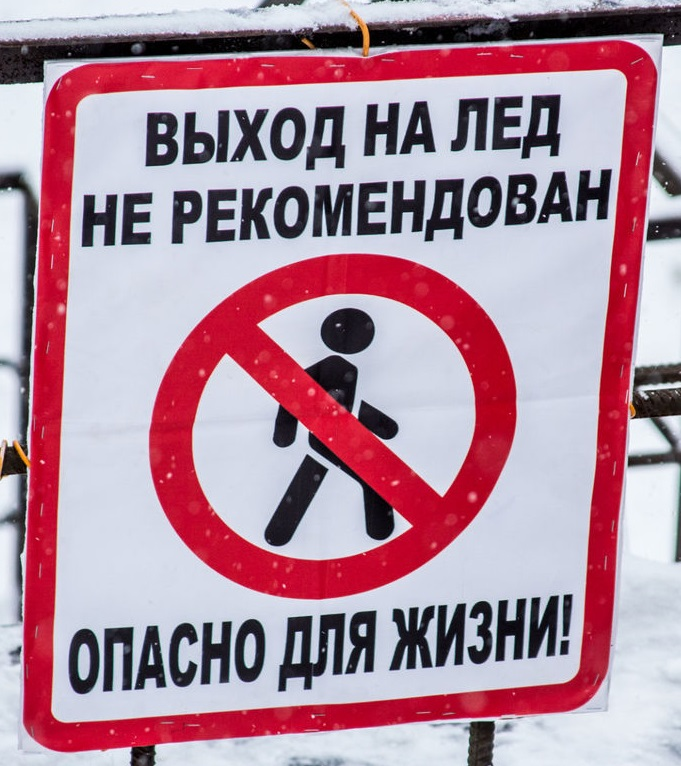 ВЫХОД НА ЛЕД
НЕ РЕКОМЕНДОВАН
ОПАСНО ДЛЯ ЖИЗНИ!